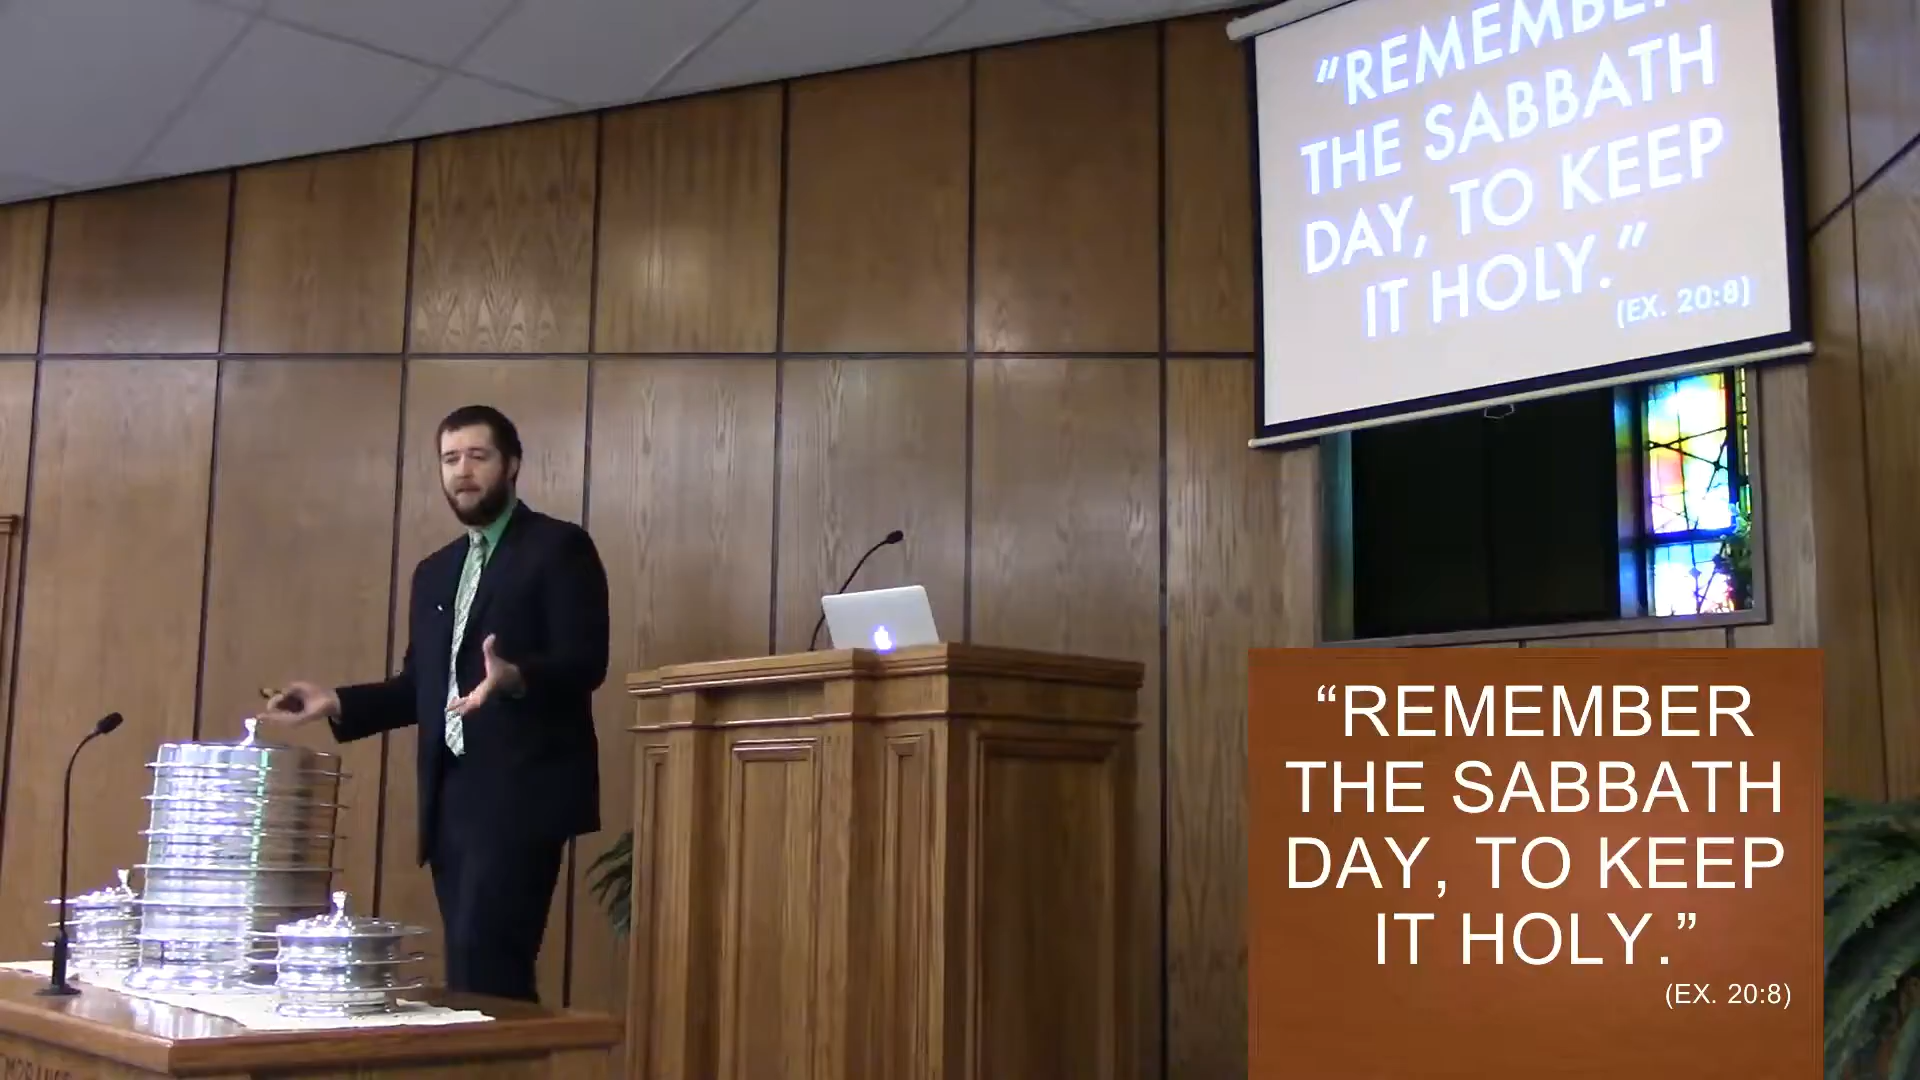 “REMEMBER
THE SABBATH
DAY, TO KEEP
IT HOLY.”
(EX. 20:8)
“REMEMBER
THE SABBATH
DAY, TO KEEP
IT HOLY.”
(EX. 20:8)